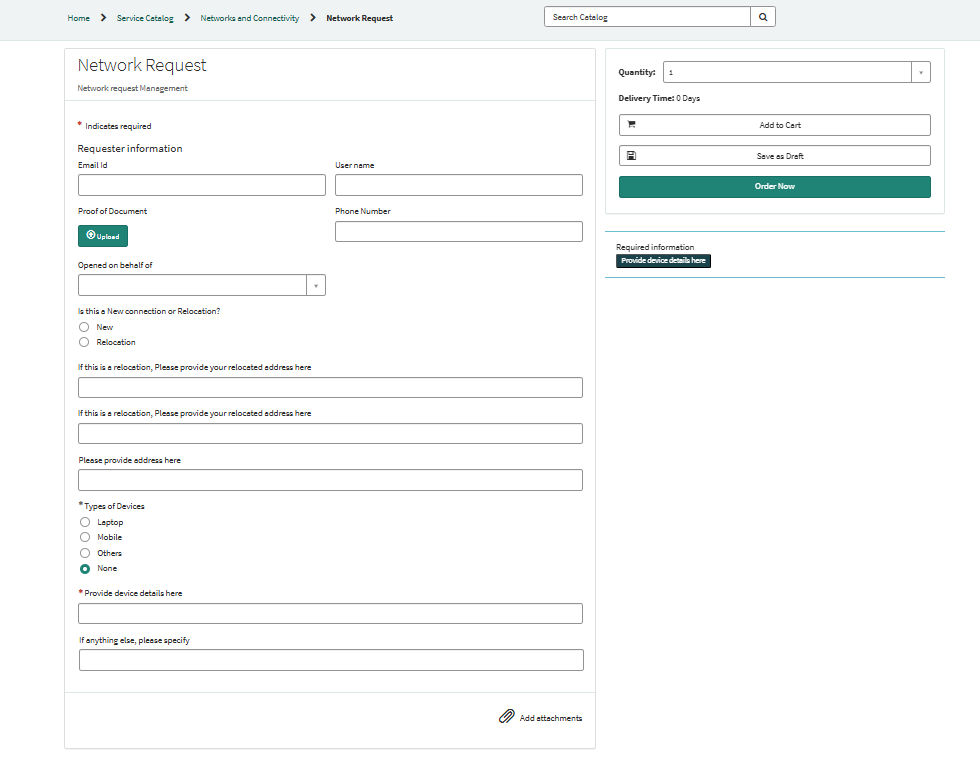 Home > Service Catalog > Networks and Connectivity > Network Request
Search Catalog
Network Request
Network request Management
* Indicates required
Requester information
Email Id
User name
Proof of Document
Phone Number
Upload
Opened on behalf of
Is this a New connection or Relocation?
New
Relocation
If this is a relocation, Please provide your relocated address here
If this is a relocation, Please provide your relocated address here
Please provide address here
*Types of Devices
Laptop
Mobile
Others
None
*Provide device details here
If anything else, please specify
Add attachments
Quantity: 1
Delivery Time: 0 Days
Add to Cart
Save as Draft
Order Now
Required information
Provide device details here